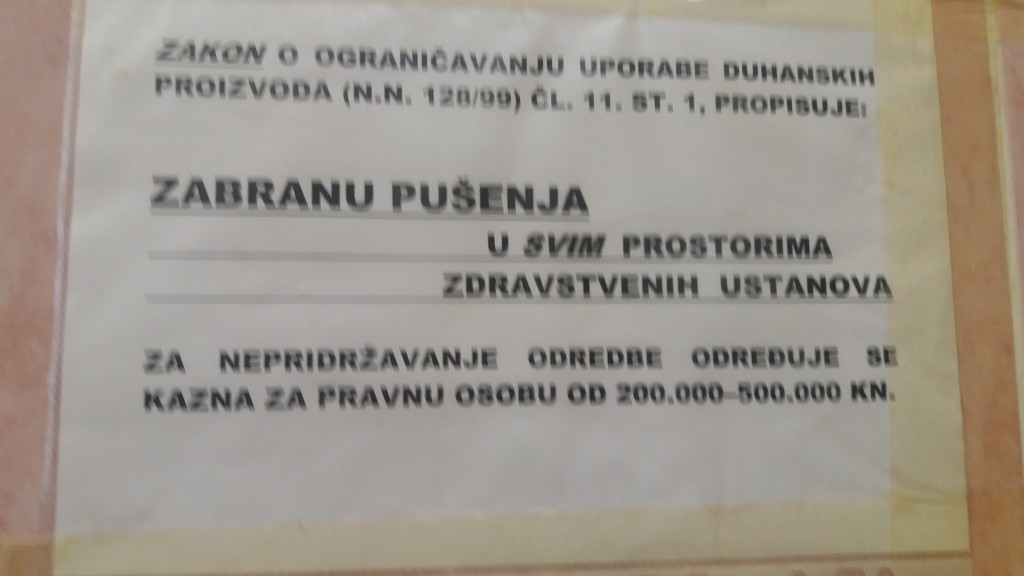 ZAKON O OGRANIČAVANJU UPORABE DUHANSKIH
PROIZVODA (N.N. 128/99) ČL. 11. ST. 1, PROPISUJE:
ZABRANU PUŠENJA
U SVIM PROSTORIMA
ZDRAVSTVENIH USTANOVA
ZA NEPRIDRŽAVANJE ODREDBE ODREĐUJE SE
KAZNA ZA PRAVNU OSOBU OD 200.000–500.000 KN.